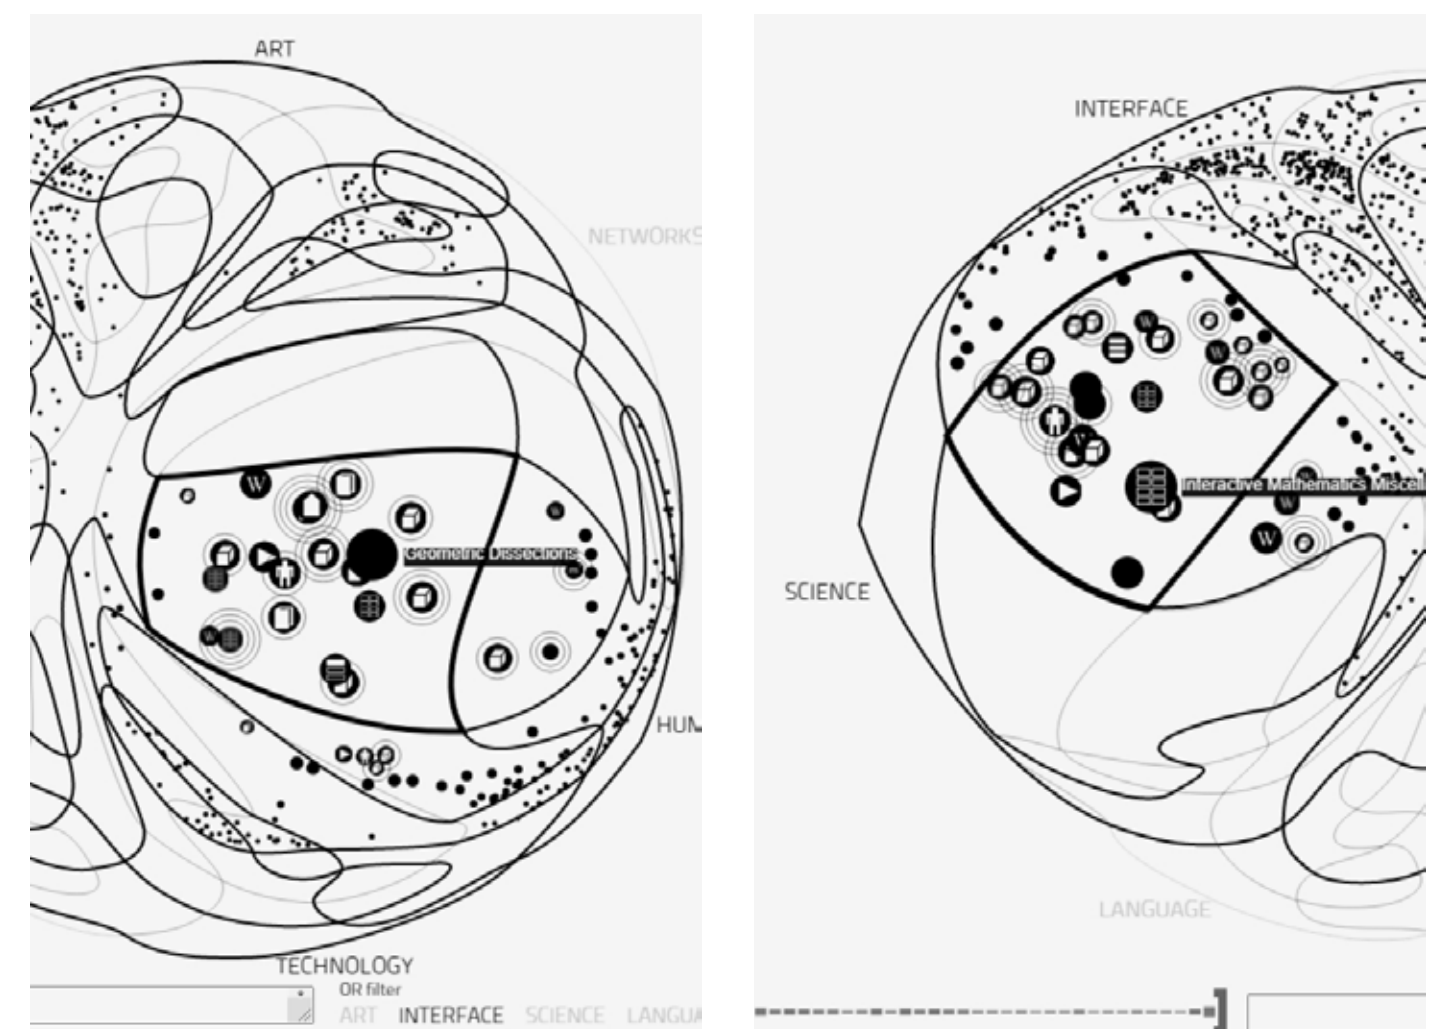 ART
NETWORKS
Geometric Dissections
HUM
TECHNOLOGY
OR filter
ART INTERFACE SCIENCE LANGUA
INTERFACE
Interactive Mathematics Miscell
SCIENCE
LANGUAGE
W
W
W
W
W
W